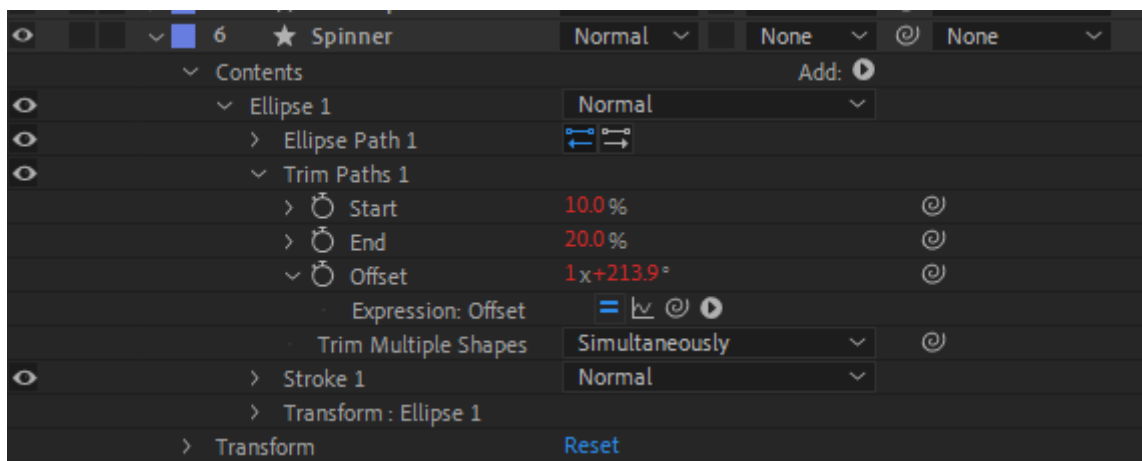 6 Spinner Normal None None
Contents Add:
Ellipse 1 Normal
Ellipse Path 1
Trim Paths 1
Start 10.0 %
End 20.0 %
Offset 1 x +213.9 °
Expression: Offset
Trim Multiple Shapes Simultaneously
Stroke 1 Normal
Transform : Ellipse 1
Transform Reset